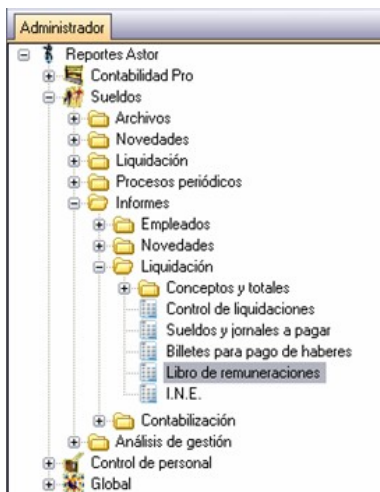 Administrador
Reportes Astor
Contabilidad Pro
Sueldos
Archivos
Novedades
Liquidación
Procesos periódicos
Informes
Empleados
Novedades
Liquidación
Conceptos y totales
Control de liquidaciones
Sueldos y jornales a pagar
Billetes para pago de haberes
Libro de remuneraciones
I.N.E.
Contabilización
Análisis de gestión
Control de personal
Global